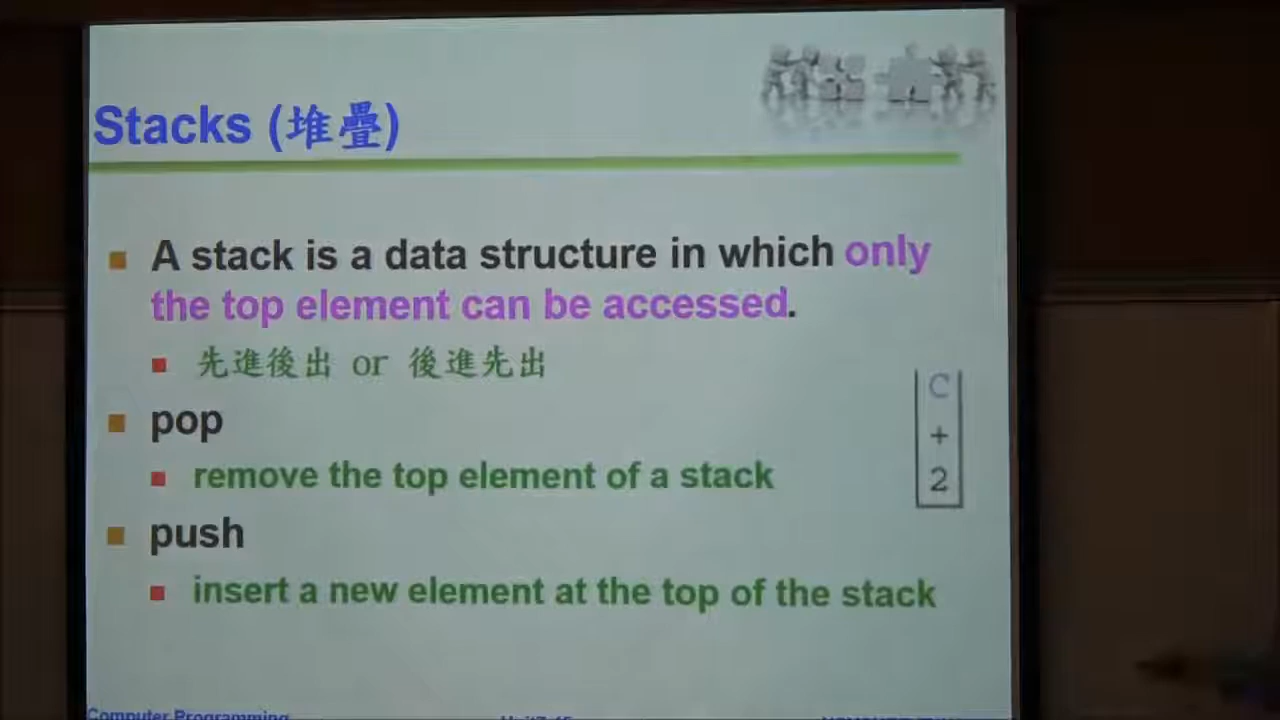 Stacks (堆疊)
A stack is a data structure in which only
the top element can be accessed.
先進後出 or 後進先出
pop
remove the top element of a stack
push
insert a new element at the top of the stack
C
+
2
Computer Programming